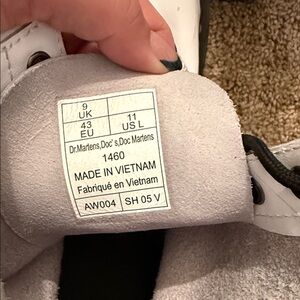 9
UK
43
EU
11
US L
Dr.Martens,Doc's,Doc Martens
1460
MADE IN VIETNAM
Fabriqué en Vietnam
AW004 SH 05 V